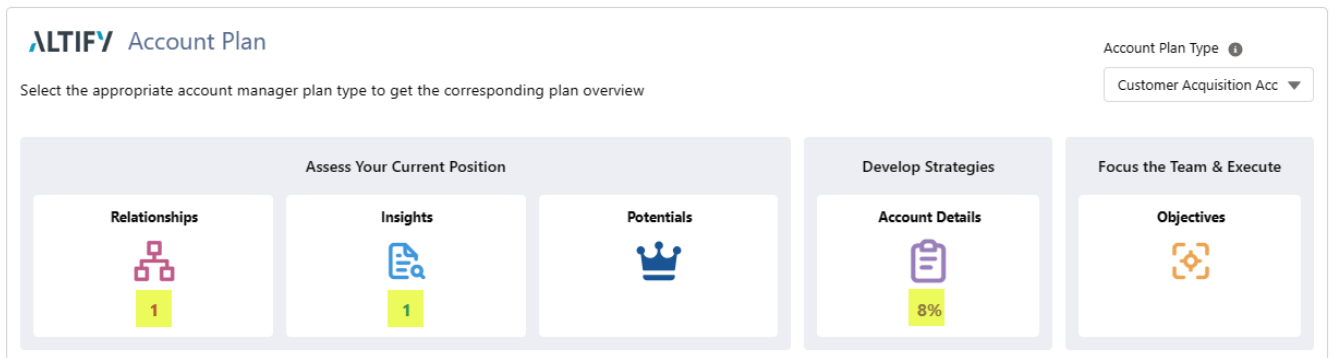 ALTIFY Account Plan
Account Plan Type
Select the appropriate account manager plan type to get the corresponding plan overview
Customer Acquisition Acc
Assess Your Current Position
Relationships
1
Insights
1
Potentials
Develop Strategies
Account Details
8%
Focus the Team & Execute
Objectives